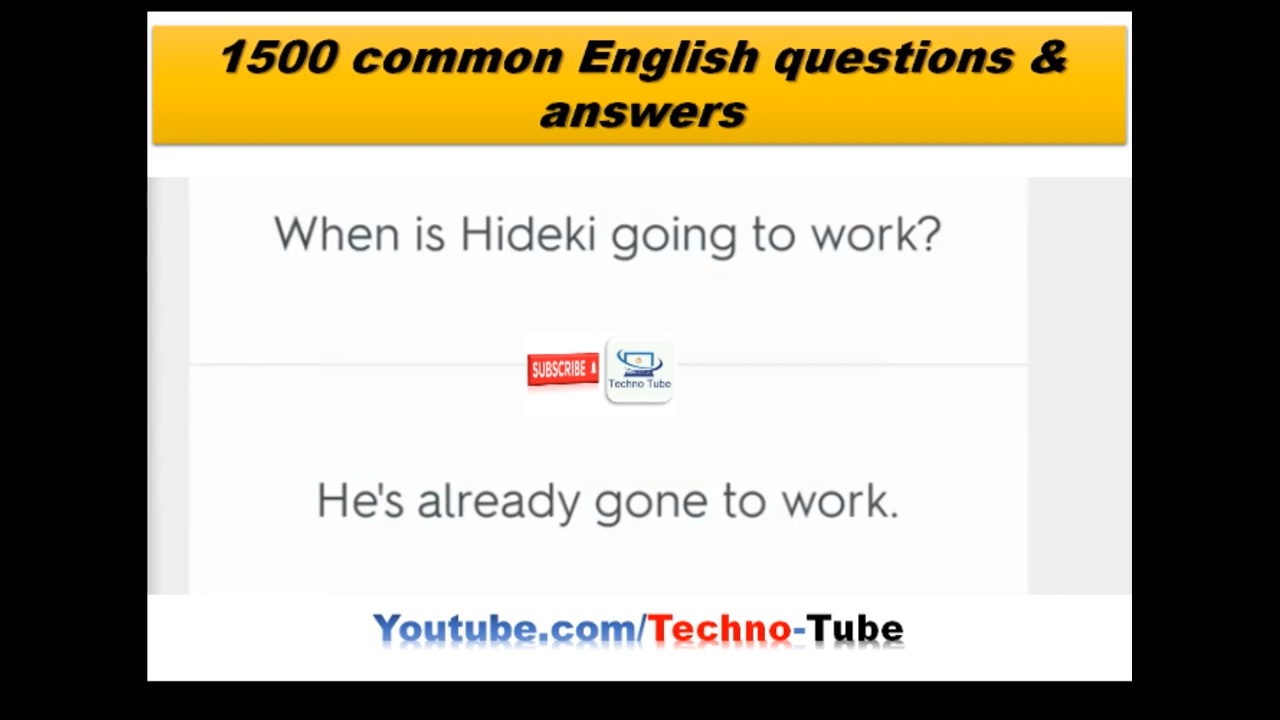 1500 common English questions &
answers
When is Hideki going to work?
SUBSCRIBE
Techno Tube
He's already gone to work.
Youtube.com/Techno-Tube